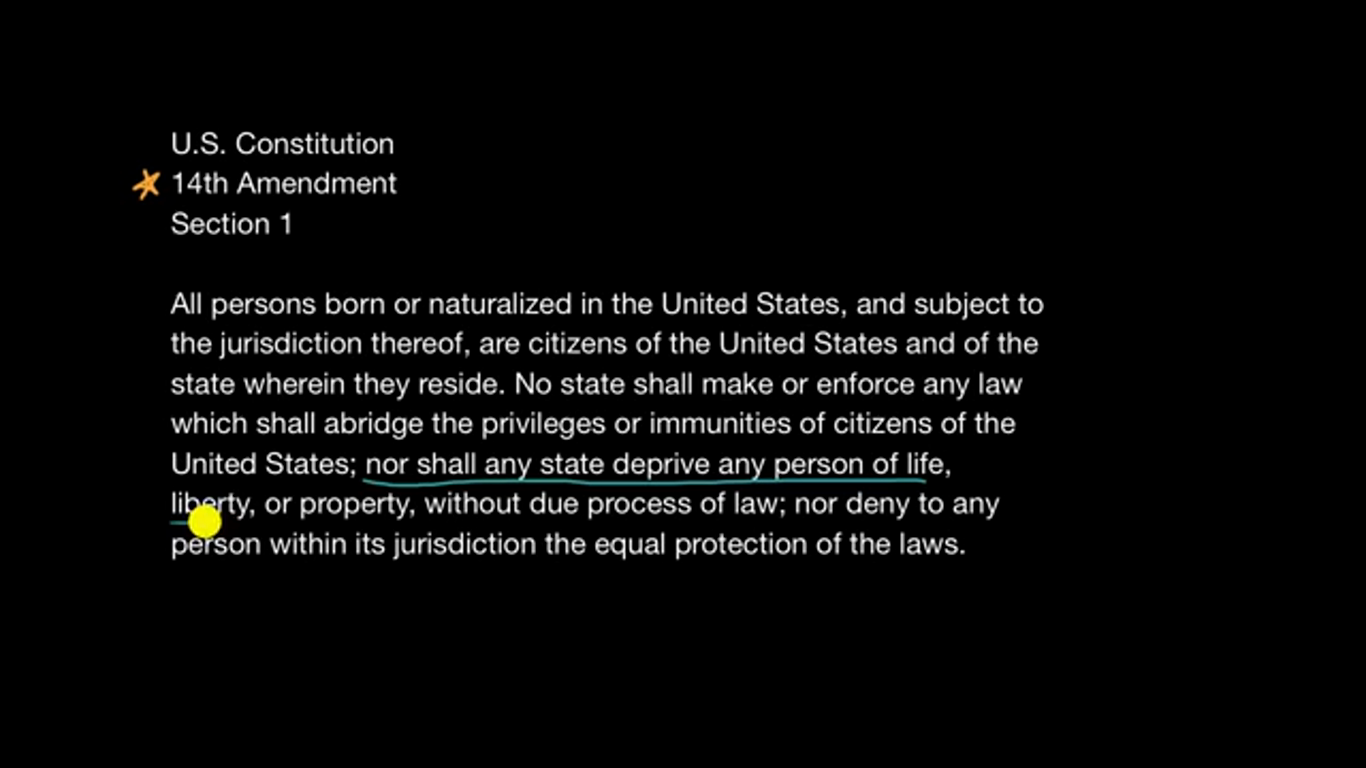 U.S. Constitution
14th Amendment
Section 1
All persons born or naturalized in the United States, and subject to
the jurisdiction thereof, are citizens of the United States and of the
state wherein they reside. No state shall make or enforce any law
which shall abridge the privileges or immunities of citizens of the
United States; nor shall any state deprive any person of life,
liberty, or property, without due process of law; nor deny to any
person within its jurisdiction the equal protection of the laws.